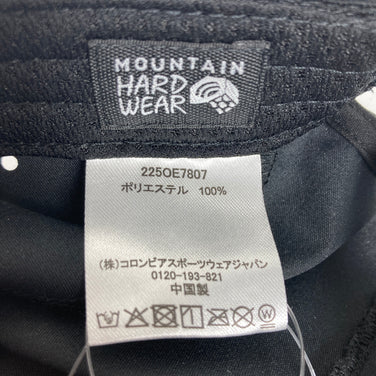 MOUNTAIN
HARD
WEAR
225OE7807
ポリエステル 100%
(株)コロンビアスポーツウェアジャパン
0120-193-821
中国製